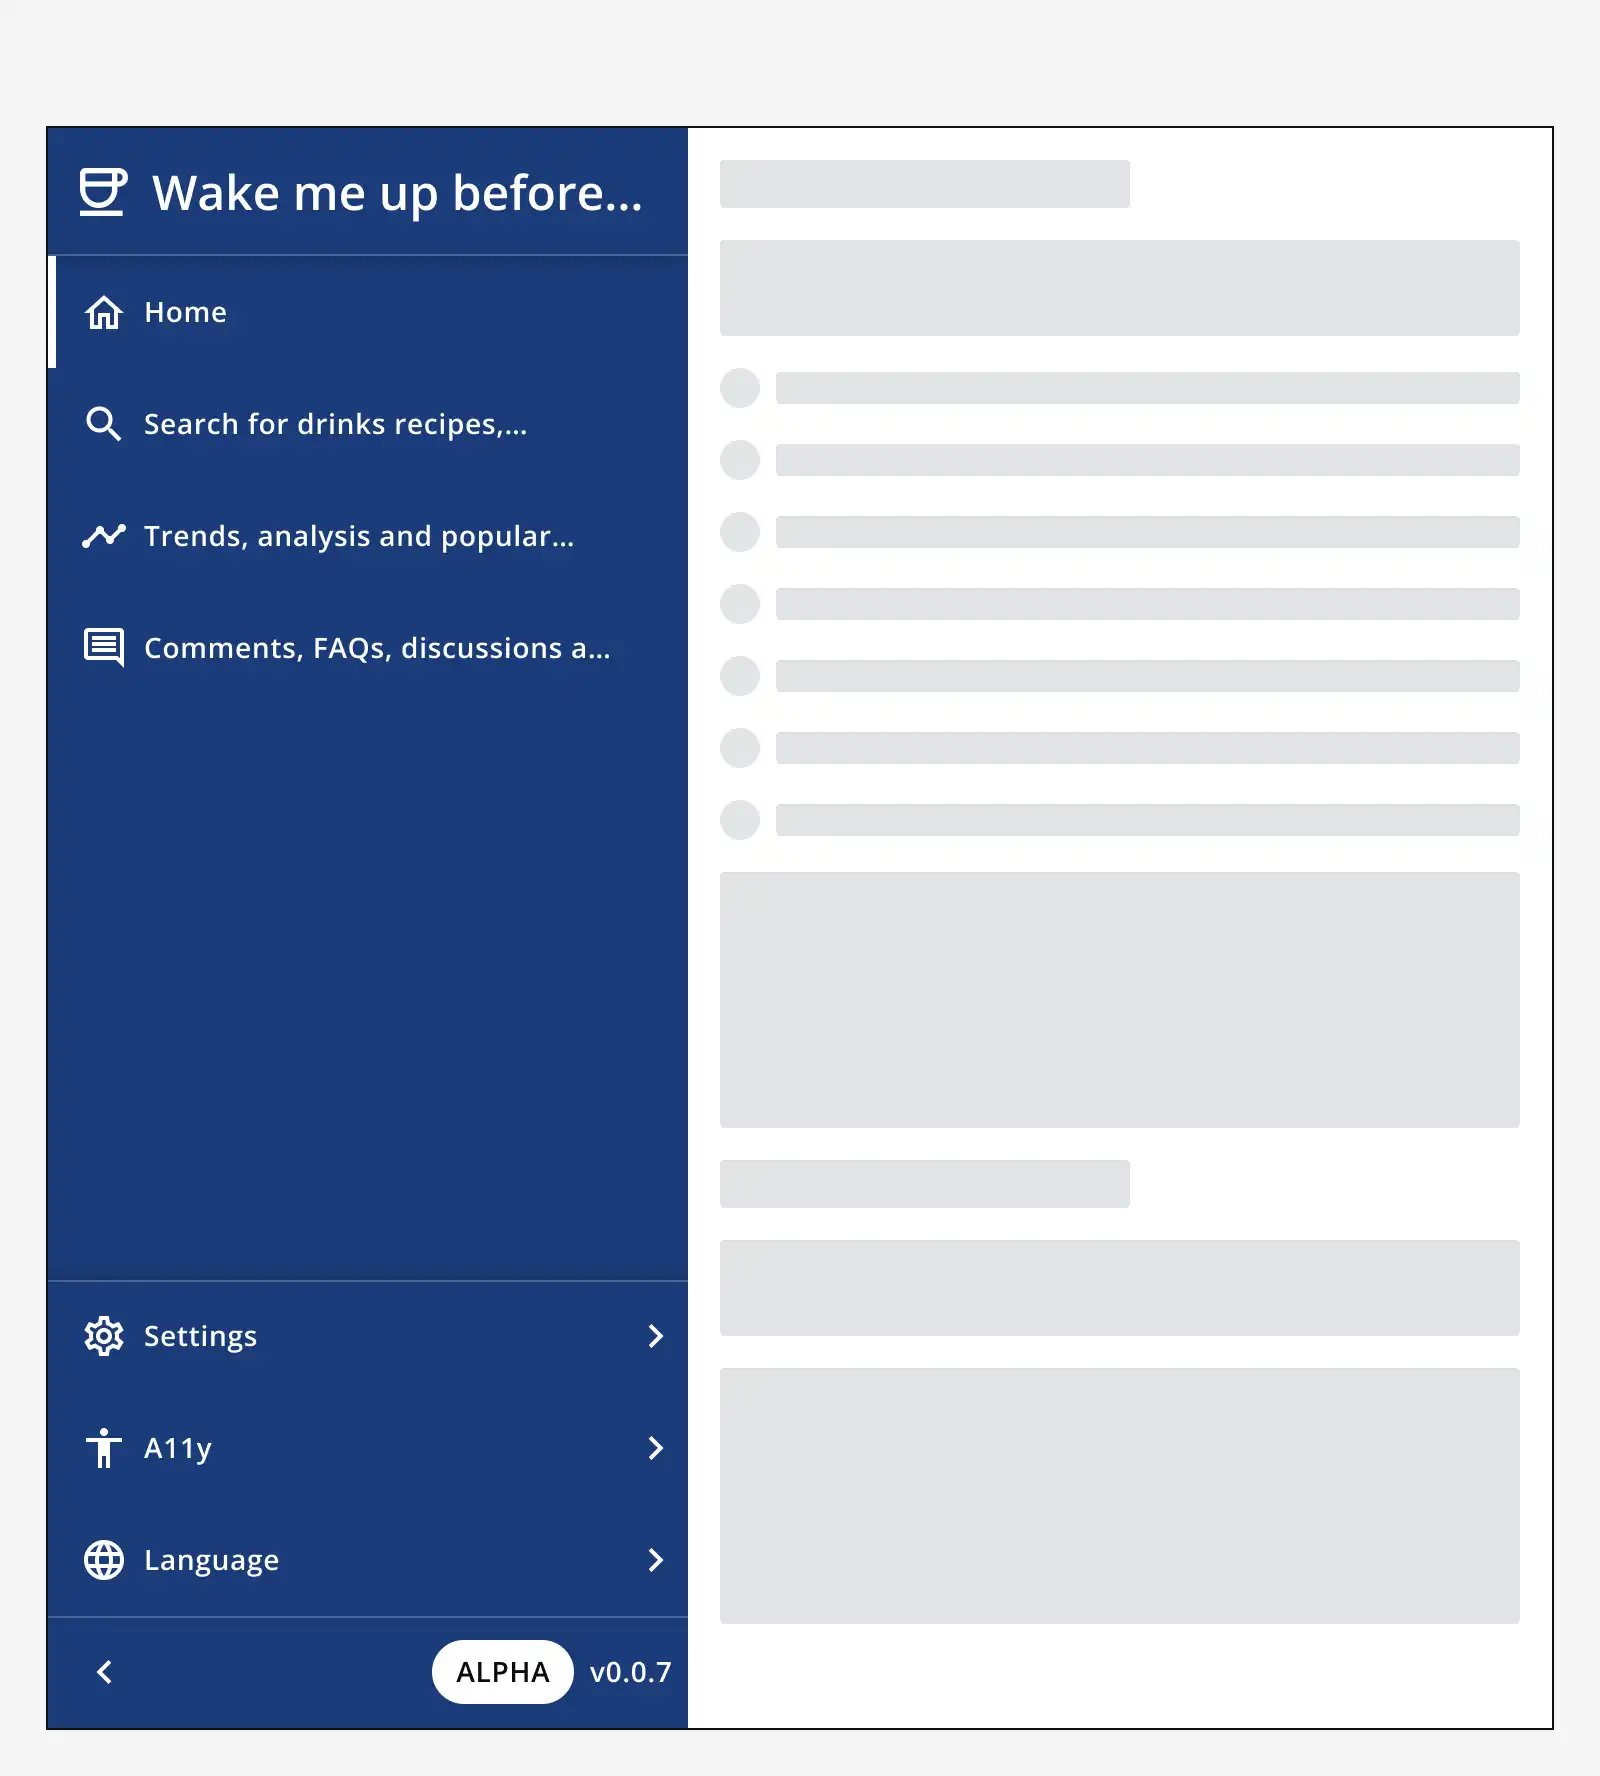 Wake me up before...
Home
Search for drinks recipes,...
Trends, analysis and popular...
Comments, FAQs, discussions a...
Settings
A11y
Language
ALPHA v0.0.7